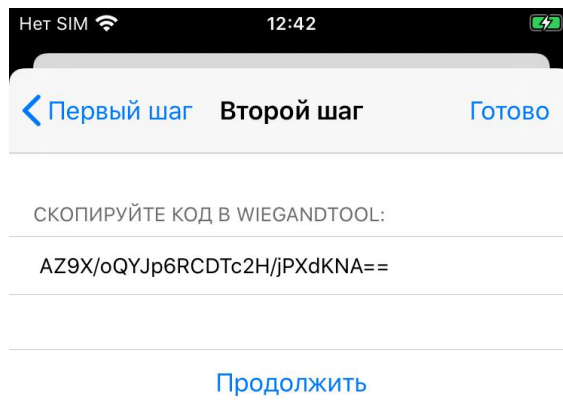 Нет SIM 12:42
Первый шаг Второй шаг Готово
СКОПИРУЙТЕ КОД В WIEGANDTOOL:
AZ9X/oQYJp6RCDTc2H/jPXdKNA==
Продолжить